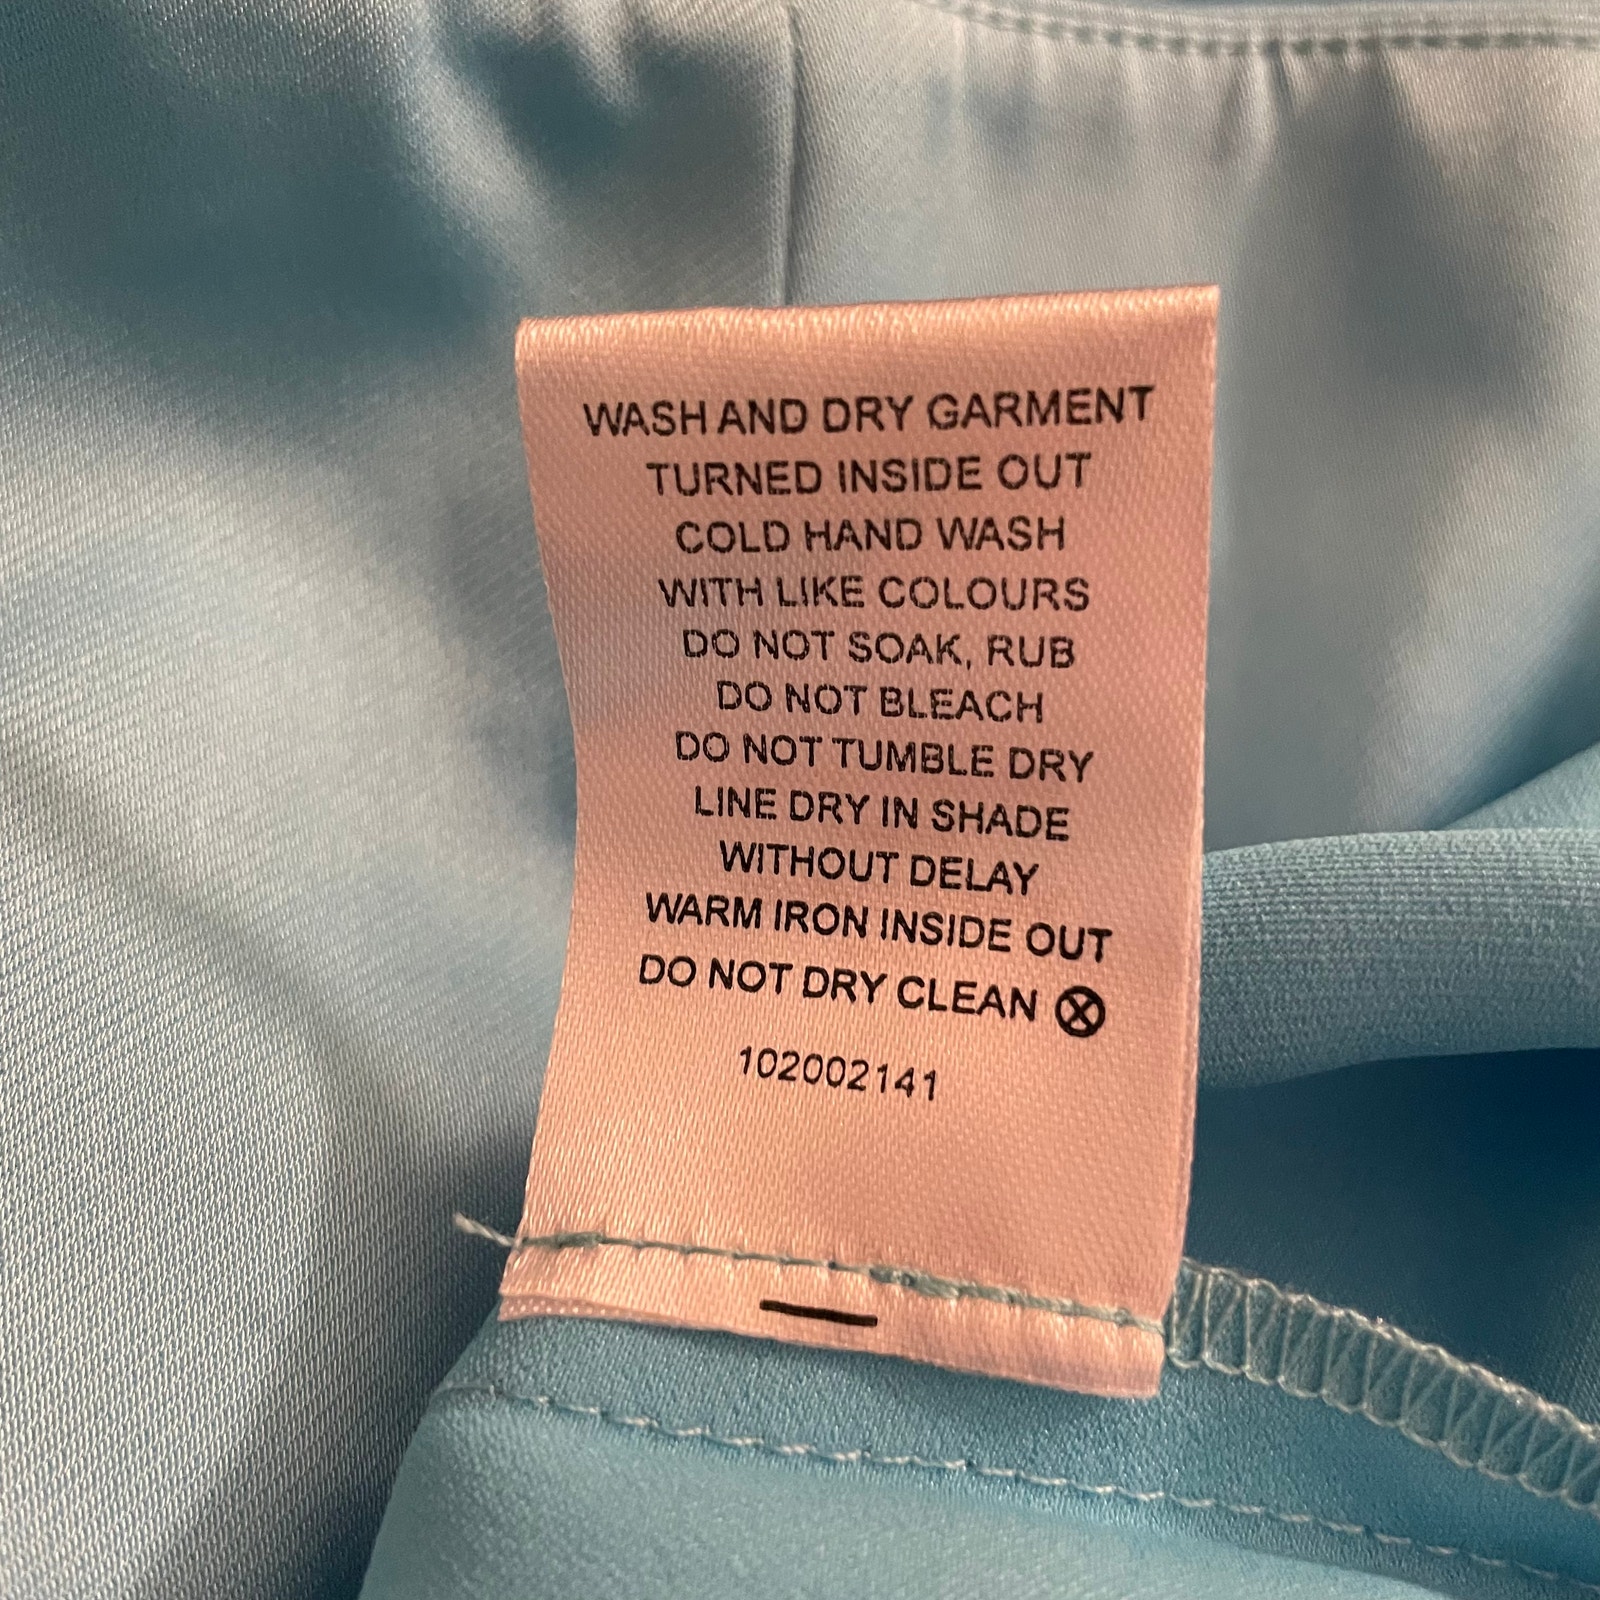 WASH AND DRY GARMENT
TURNED INSIDE OUT
COLD HAND WASH
WITH LIKE COLOURS
DO NOT SOAK, RUB
DO NOT BLEACH
DO NOT TUMBLE DRY
LINE DRY IN SHADE
WITHOUT DELAY
WARM IRON INSIDE OUT
DO NOT DRY CLEAN
102002141